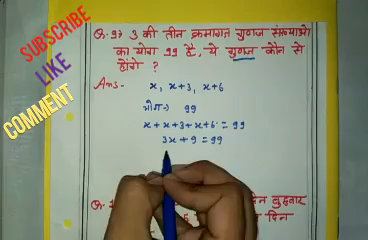 SUBSCRIBE
LIKE
COMMENT
3 की तीन क्रमागत गुणज संख्याओं
का योग 99 है, ये गुणज कौन से
होंगे ?
Ans- x, x+3, x+6
योग 99
x + x + 3 + x + 6 = 99
3x + 9 = 99
दिन बुधवार
दिन